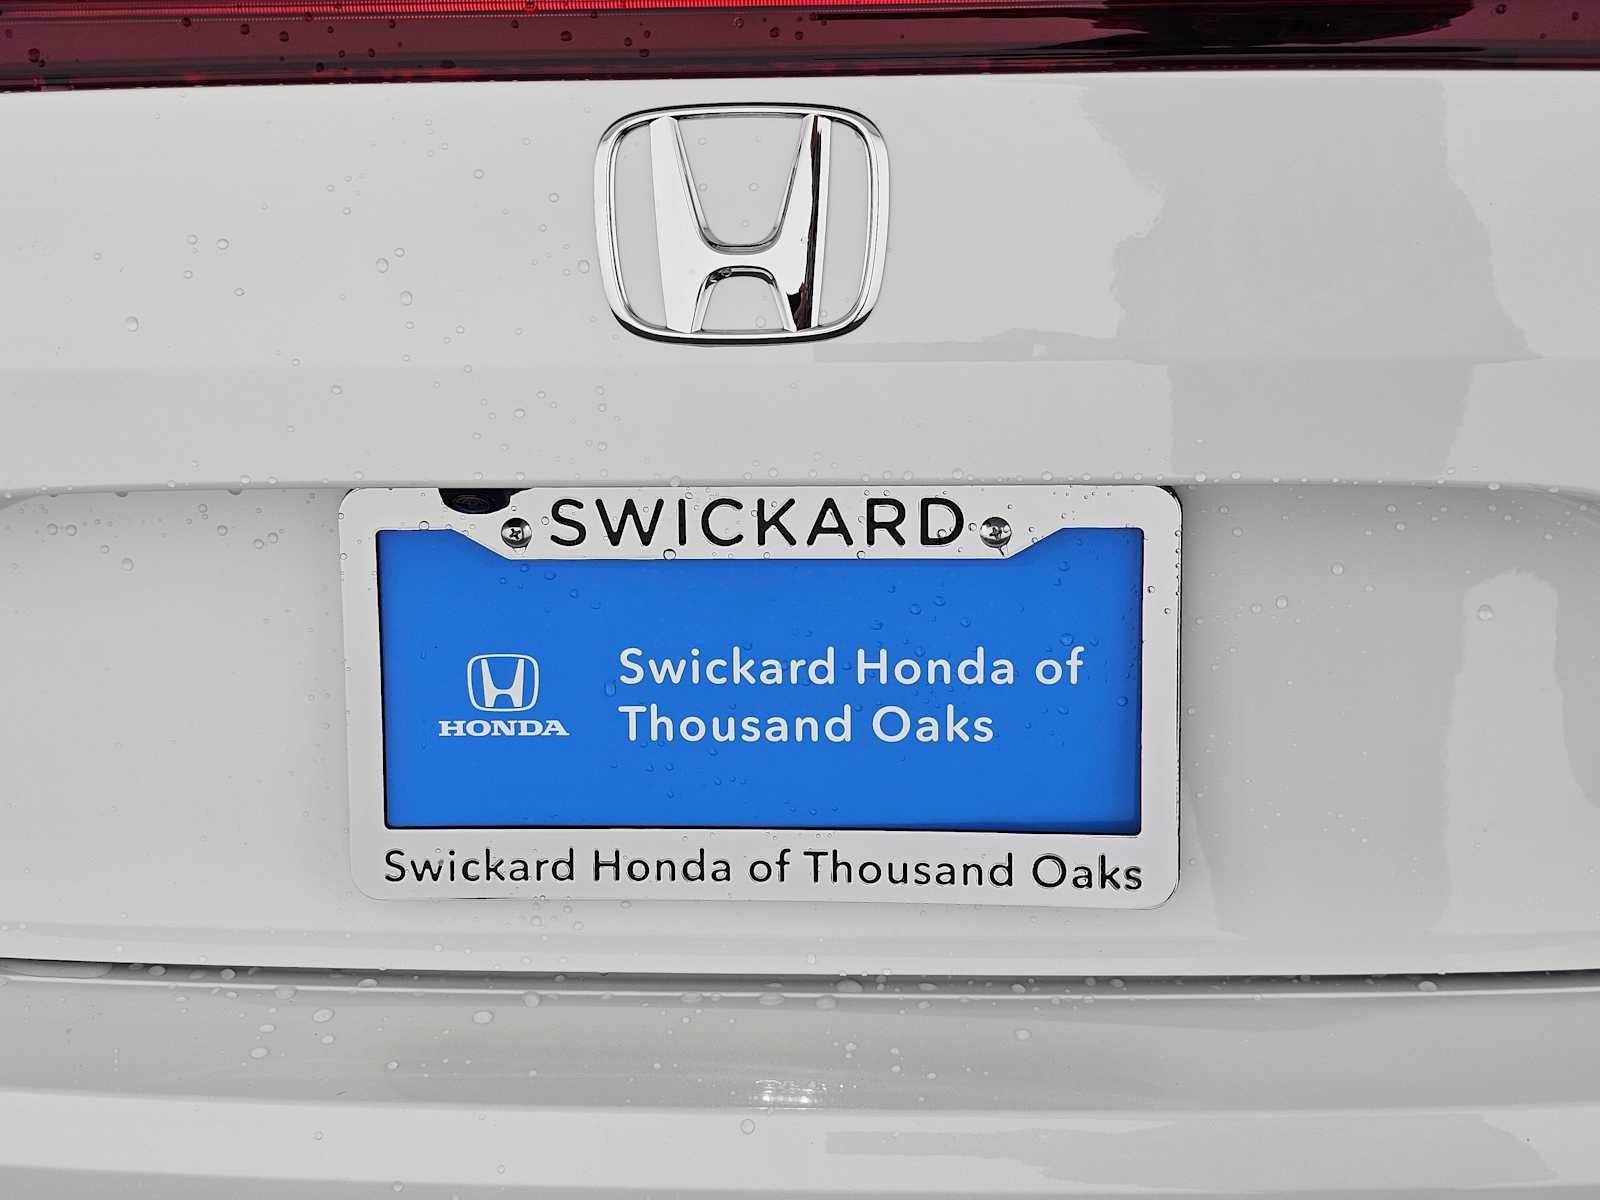 SWICKARD
Swickard Honda of
Thousand Oaks
HONDA
Swickard Honda of Thousand Oaks